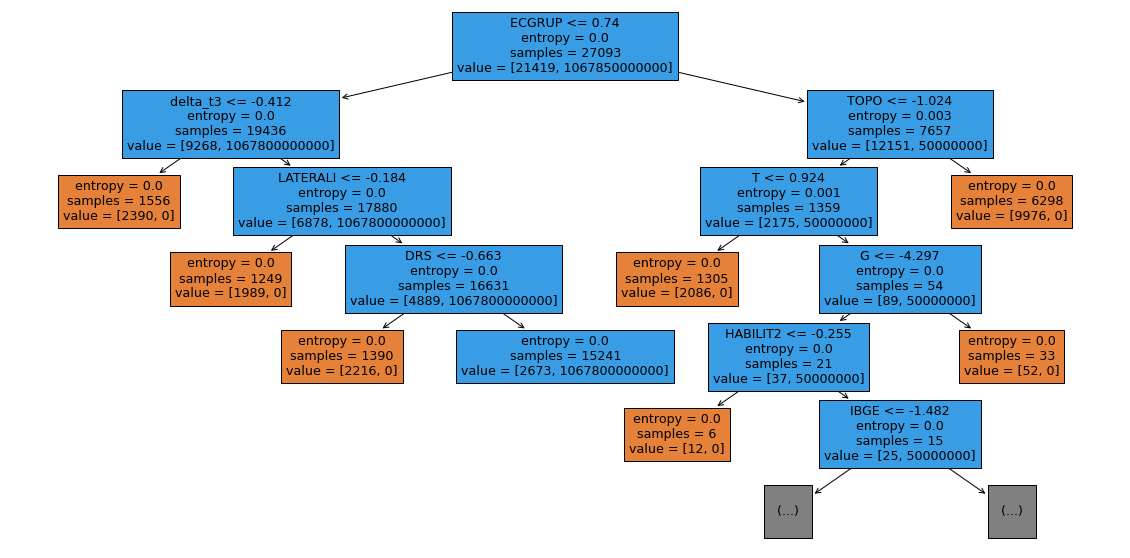 ECGRUP <= 0.74
entropy = 0.0
samples = 27093
value = [21419, 1067850000000]
delta_t3 <= -0.412
entropy = 0.0
samples = 19436
value = [9268, 1067800000000]
TOPO <= -1.024
entropy = 0.003
samples = 7657
value = [12151, 50000000]
entropy = 0.0
samples = 1556
value = [2390, 0]
LATERALI <= -0.184
entropy = 0.0
samples = 17880
value = [6878, 1067800000000]
T <= 0.924
entropy = 0.001
samples = 1359
value = [2175, 50000000]
entropy = 0.0
samples = 6298
value = [9976, 0]
entropy = 0.0
samples = 1249
value = [1989, 0]
DRS <= -0.663
entropy = 0.0
samples = 16631
value = [4889, 1067800000000]
entropy = 0.0
samples = 1305
value = [2086, 0]
G <= -4.297
entropy = 0.0
samples = 54
value = [89, 50000000]
entropy = 0.0
samples = 1390
value = [2216, 0]
entropy = 0.0
samples = 15241
value = [2673, 1067800000000]
HABILIT2 <= -0.255
entropy = 0.0
samples = 21
value = [37, 50000000]
entropy = 0.0
samples = 33
value = [52, 0]
entropy = 0.0
samples = 6
value = [12, 0]
IBGE <= -1.482
entropy = 0.0
samples = 15
value = [25, 50000000]
(...)
(...)